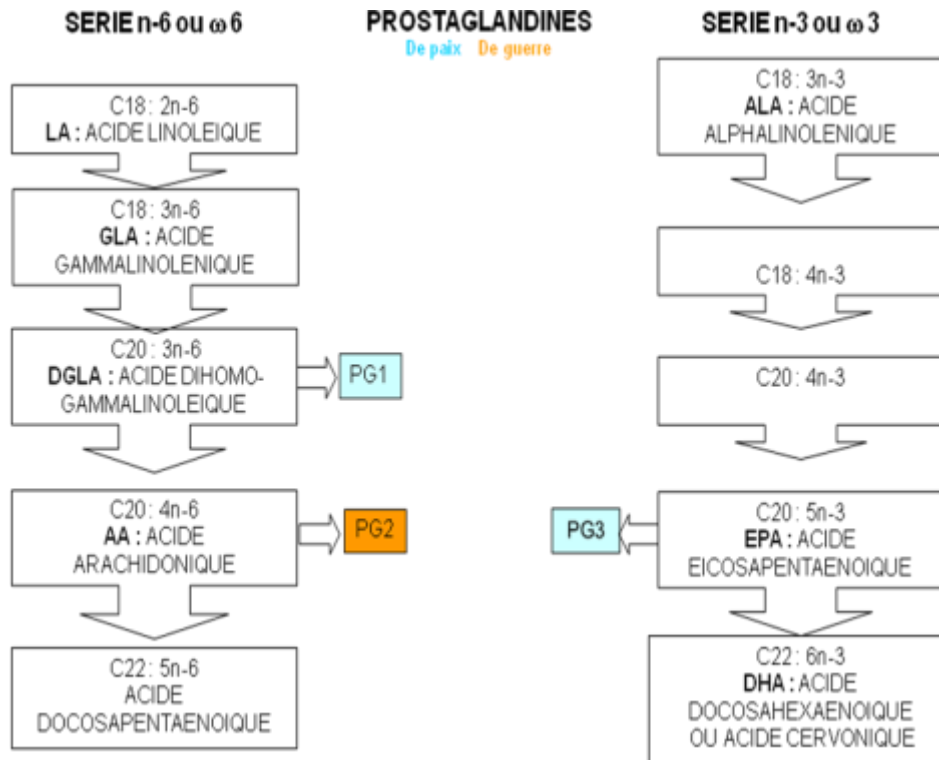 SERIE n-6 ou ω 6
PROSTAGLANDINES
De paix De guerre
SERIE n-3 ou ω 3
C18 : 2n-6
LA : ACIDE LINOLEIQUE
C18 : 3n-6
GLA : ACIDE
GAMMALINOLENIQUE
C20 : 3n-6
DGLA : ACIDE DIHOMO-
GAMMALINOLEIQUE
PG1
C20 : 4n-6
AA : ACIDE
ARACHIDONIQUE
PG2
C22 : 5n-6
ACIDE
DOCOSAPENTAENOIQUE
C18 : 3n-3
ALA : ACIDE
ALPHALINOLENIQUE
C18 : 4n-3
C20 : 4n-3
PG3
C20 : 5n-3
EPA : ACIDE
EICOSAPENTAENOIQUE
C22 : 6n-3
DHA : ACIDE
DOCOSAHEXAENOIQUE
OU ACIDE CERVONIQUE